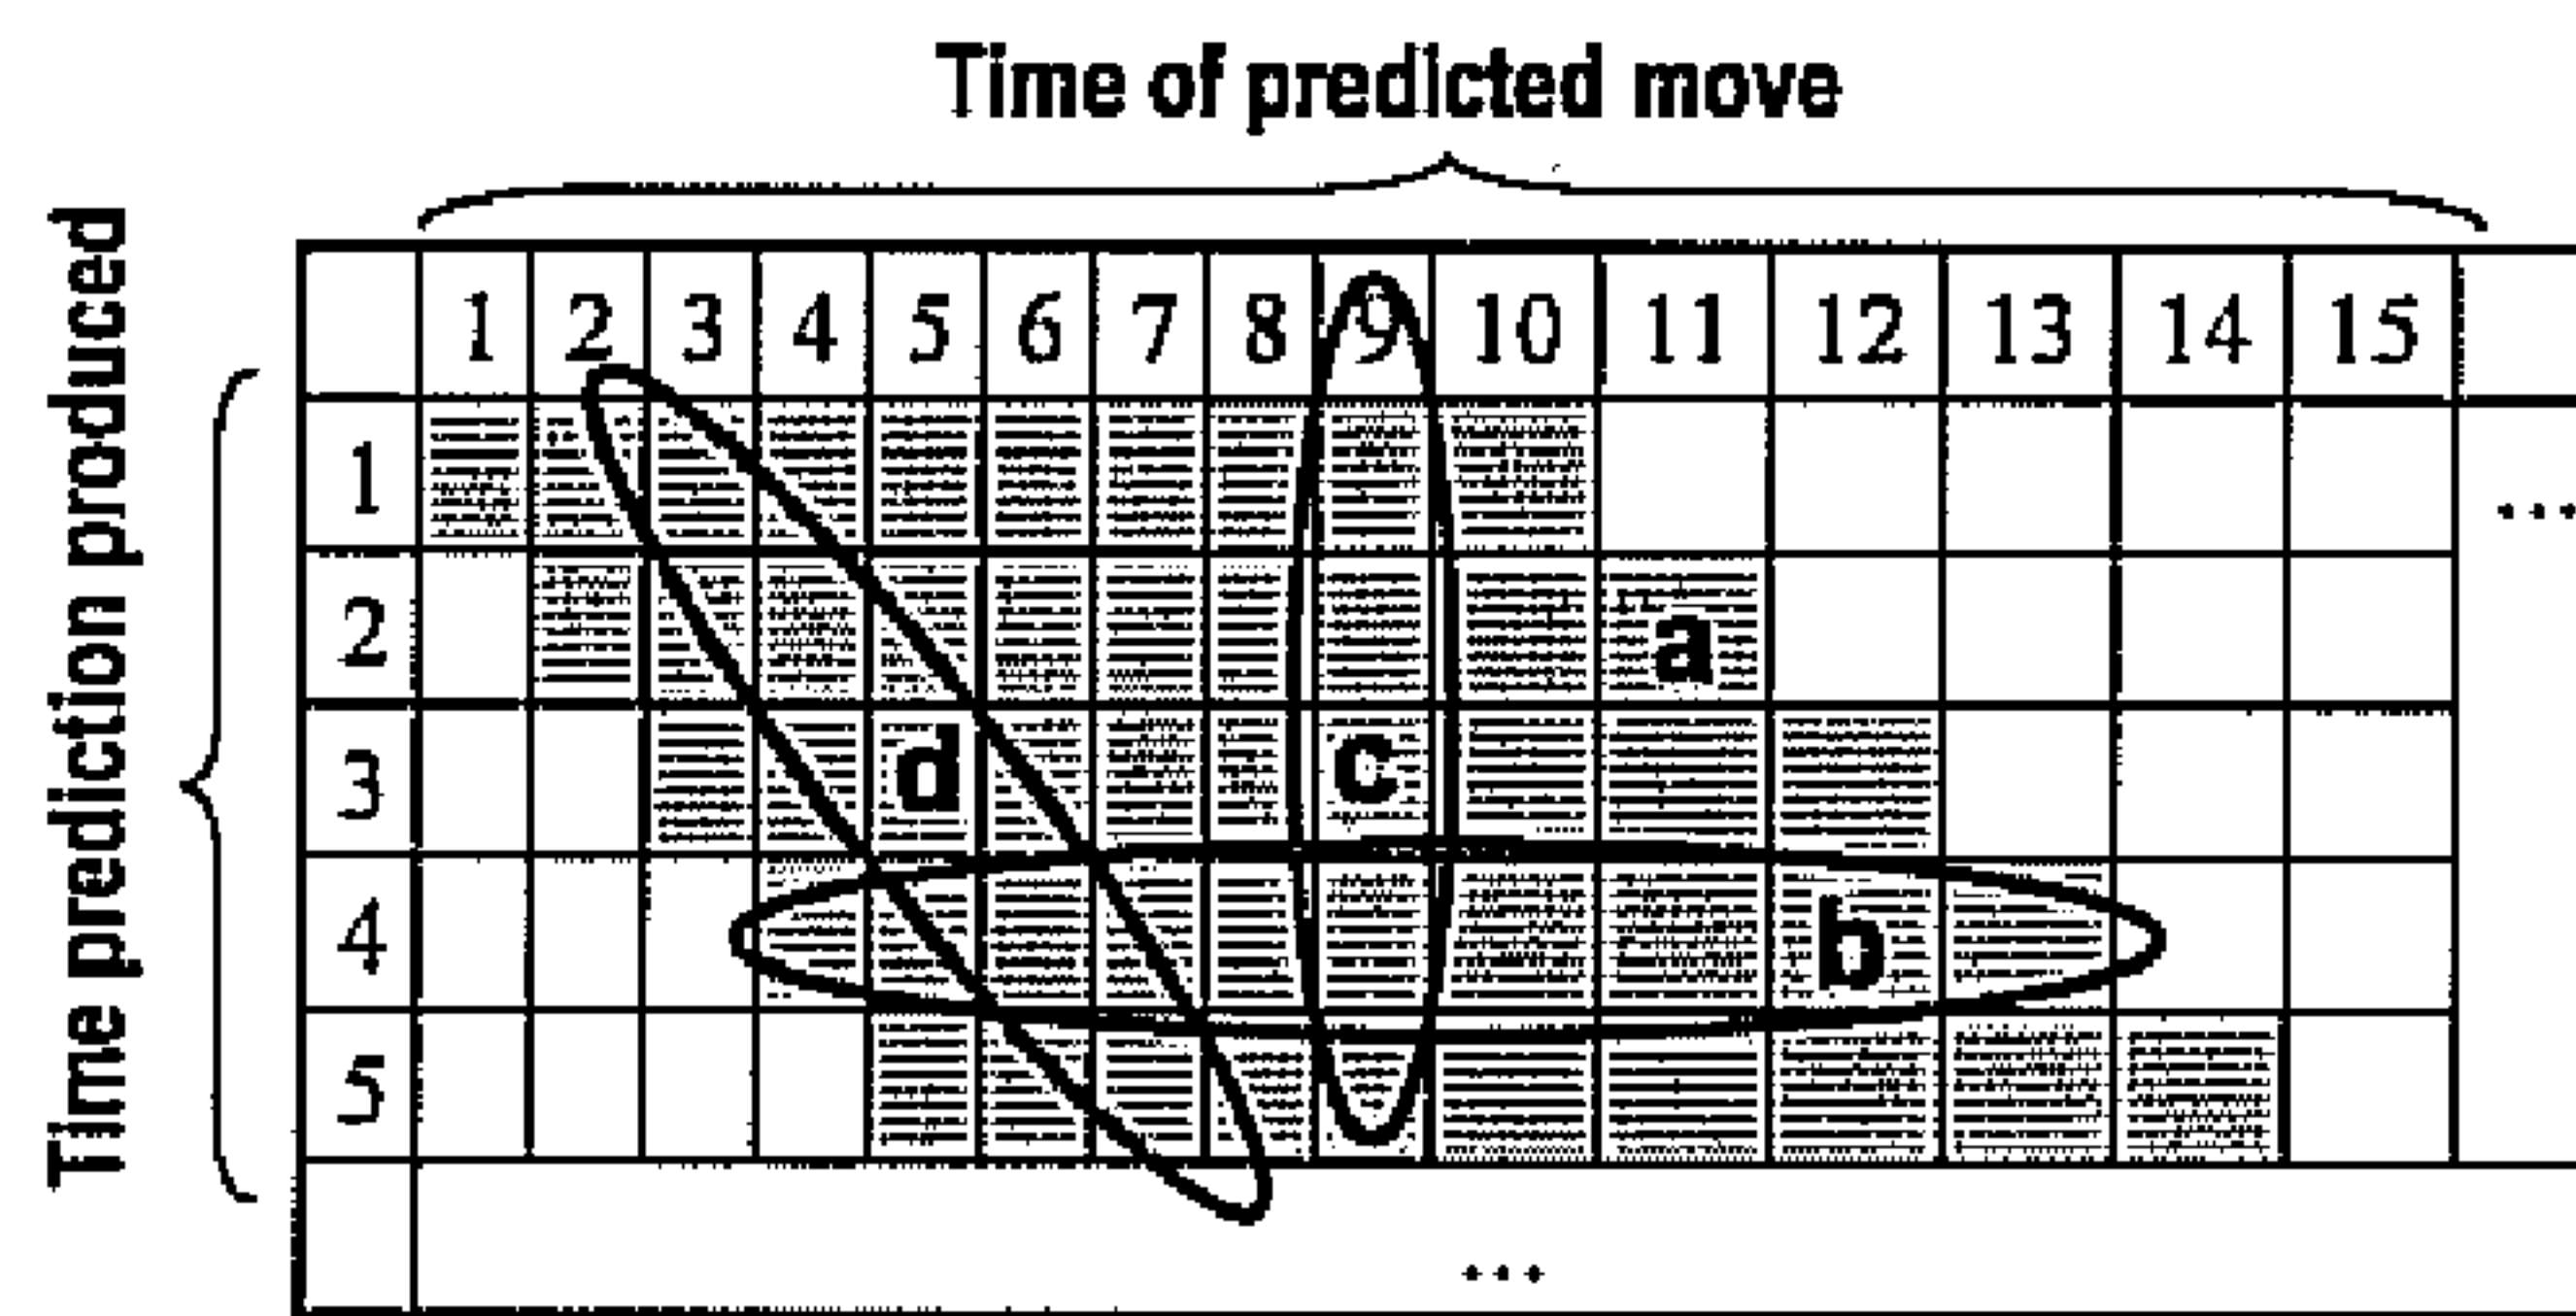 Time of predicted move
Time prediction produced
1 2 3 4 5 6 7 8 9 10 11 12 13 14 15
1 ...
2 a
3 d c
4 b
5
...